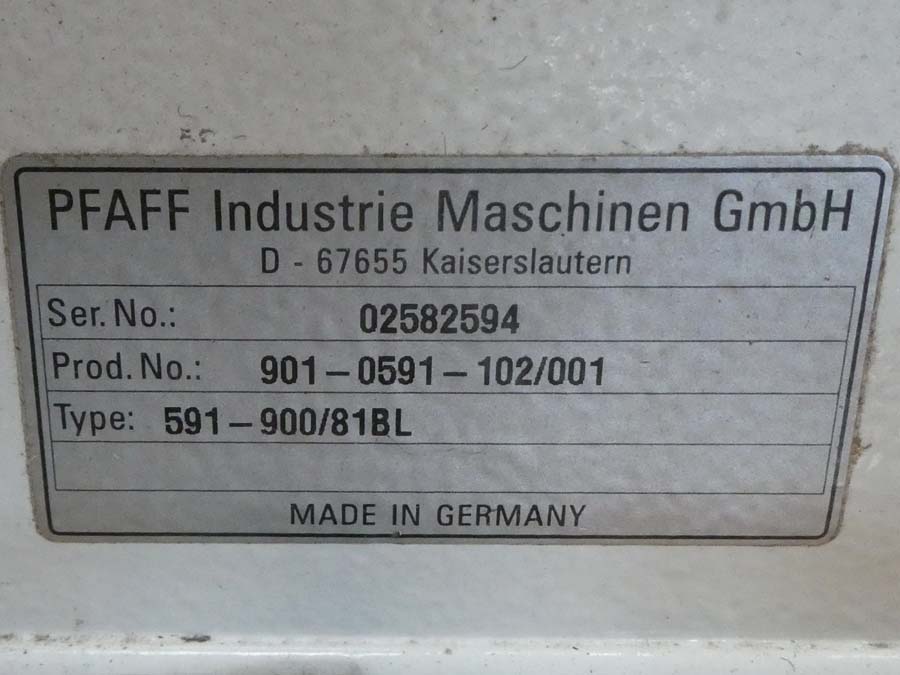 PFAFF Industrie Maschinen GmbH
D - 67655 Kaiserslautern
Ser. No.: 02582594
Prod. No.: 901-0591-102/001
Type: 591-900/81BL
MADE IN GERMANY